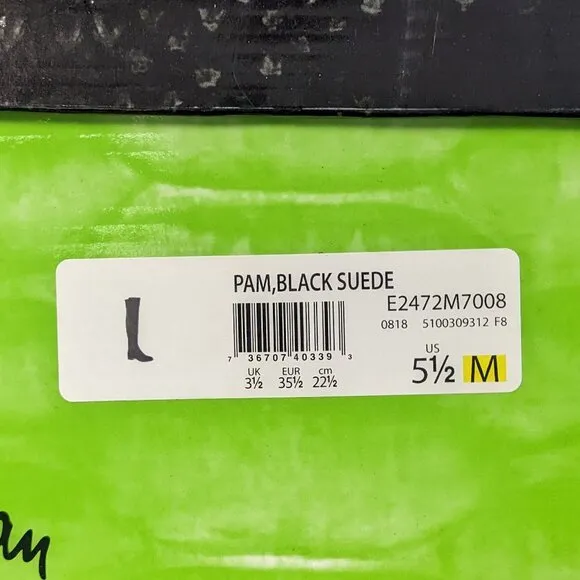 PAM,BLACK SUEDE
E2472M7008
7 36707 40339 3
0818 5100309312 F8
UK EUR cm
3½ 35½ 22½
US
5½ M